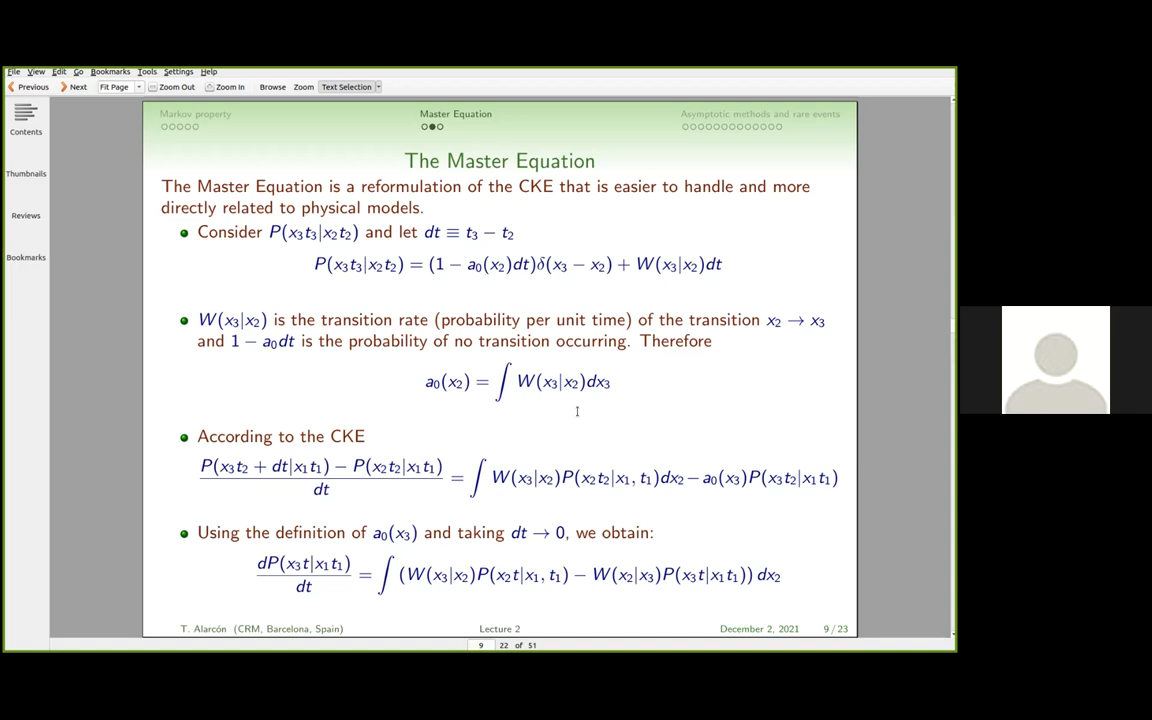 File View Edit Go Bookmarks Tools Settings Help
Previous Next Fit Page Zoom Out Zoom In Browse Zoom Text Selection
Contents
Thumbnails
Reviews
Bookmarks
Markov property Master Equation Asymptotic methods and rare events
The Master Equation
The Master Equation is a reformulation of the CKE that is easier to handle and more
directly related to physical models.
Consider P(x₃t₃|x₂t₂) and let dt ≡ t₃ − t₂
P(x₃t₃|x₂t₂) = (1 − a₀(x₂)dt)δ(x₃ − x₂) + W(x₃|x₂)dt
W(x₃|x₂) is the transition rate (probability per unit time) of the transition x₂ → x₃
and 1 − a₀dt is the probability of no transition occurring. Therefore
a₀(x₂) = ∫ W(x₃|x₂)dx₃
According to the CKE
P(x₃t₂ + dt|x₁t₁) − P(x₂t₂|x₁t₁)
dt
= ∫ W(x₃|x₂)P(x₂t₂|x₁, t₁)dx₂ − a₀(x₃)P(x₃t₂|x₁t₁)
Using the definition of a₀(x₃) and taking dt → 0, we obtain:
dP(x₃t|x₁t₁)
dt
= ∫ (W(x₃|x₂)P(x₂t|x₁, t₁) − W(x₂|x₃)P(x₃t|x₁t₁)) dx₂
T. Alarcón (CRM, Barcelona, Spain) Lecture 2 December 2, 2021 9 / 23
9 22 of 51